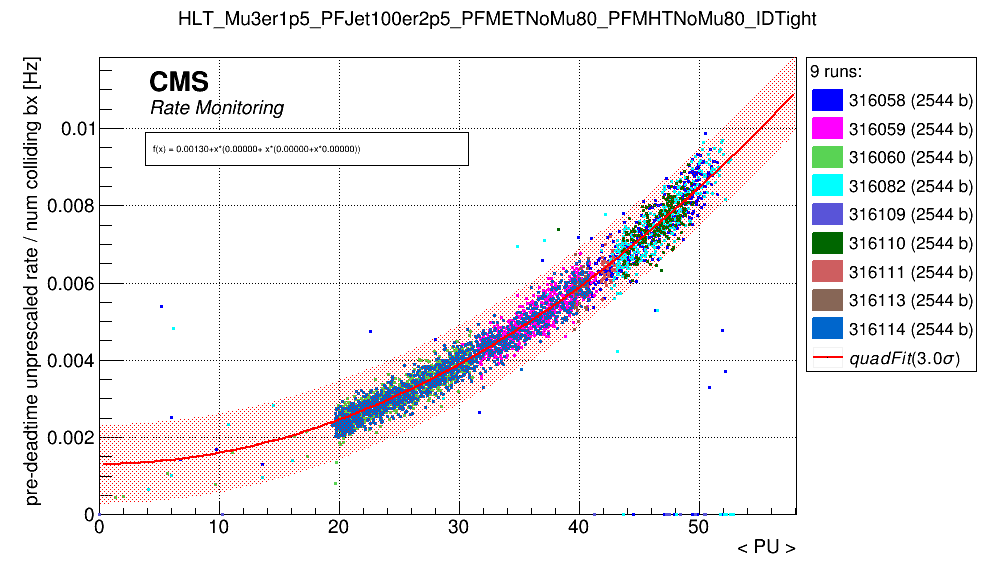 HLT_Mu3er1p5_PFJet100er2p5_PFMETNoMu80_PFMHTNoMu80_IDTight
pre-deadtime unprescaled rate / num colliding bx [Hz]
CMS
Rate Monitoring
f(x) = 0.00130+x*(0.00000+ x*(0.00000+x*0.00000))
0.01
0.008
0.006
0.004
0.002
0
0 10 20 30 40 50
< PU >
9 runs:
316058 (2544 b)
316059 (2544 b)
316060 (2544 b)
316082 (2544 b)
316109 (2544 b)
316110 (2544 b)
316111 (2544 b)
316113 (2544 b)
316114 (2544 b)
quadFit(3.0σ)